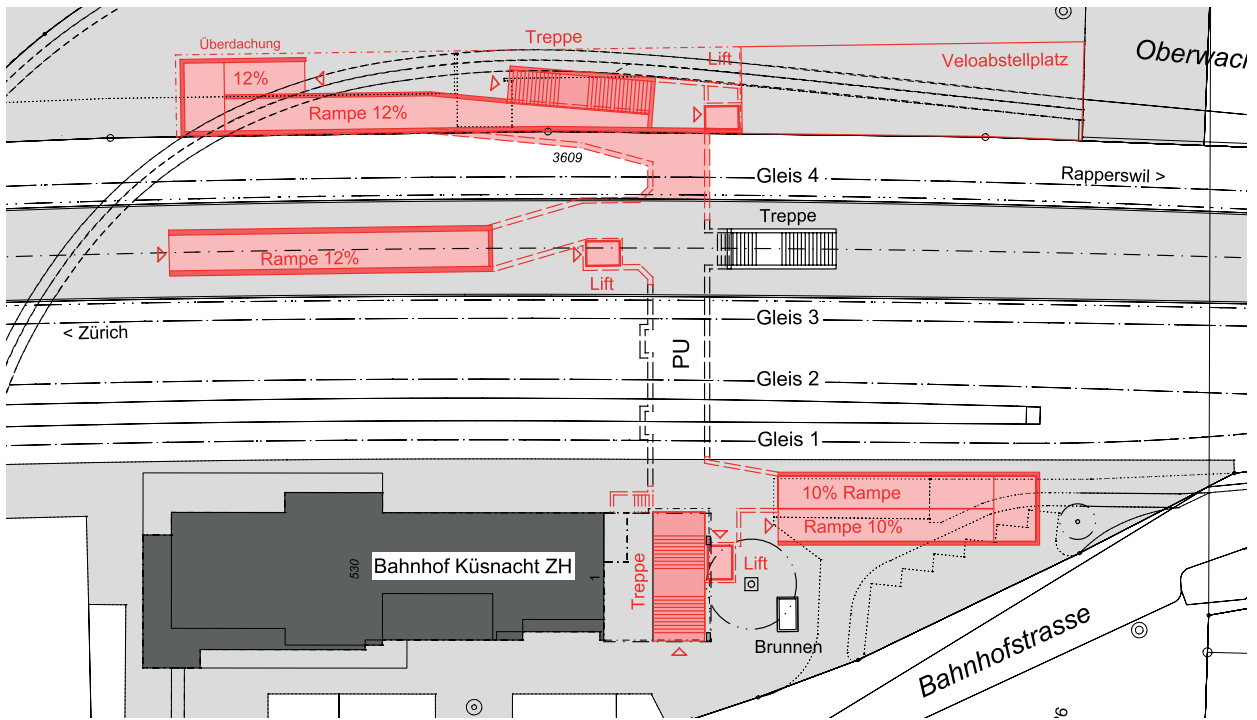 Überdachung
Treppe
Lift
Oberwach
Veloabstellplatz
12%
Rampe 12%
3609
Gleis 4
Rapperswil >
Treppe
Rampe 12%
Lift
Gleis 3
< Zürich
PU
Gleis 2
Gleis 1
10% Rampe
Rampe 10%
530
Bahnhof Küsnacht ZH
1
Treppe
Lift
Brunnen
Bahnhofstrasse